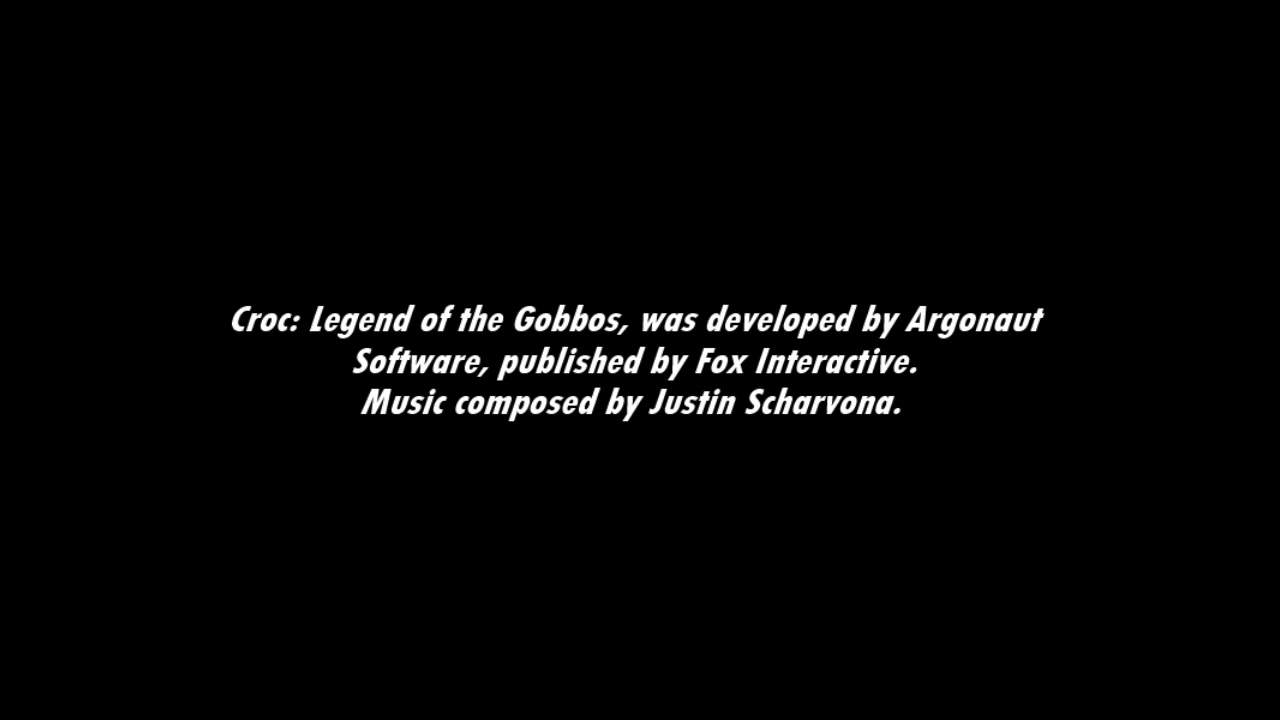 Croc: Legend of the Gobbos, was developed by Argonaut
Software, published by Fox Interactive.
Music composed by Justin Scharvona.